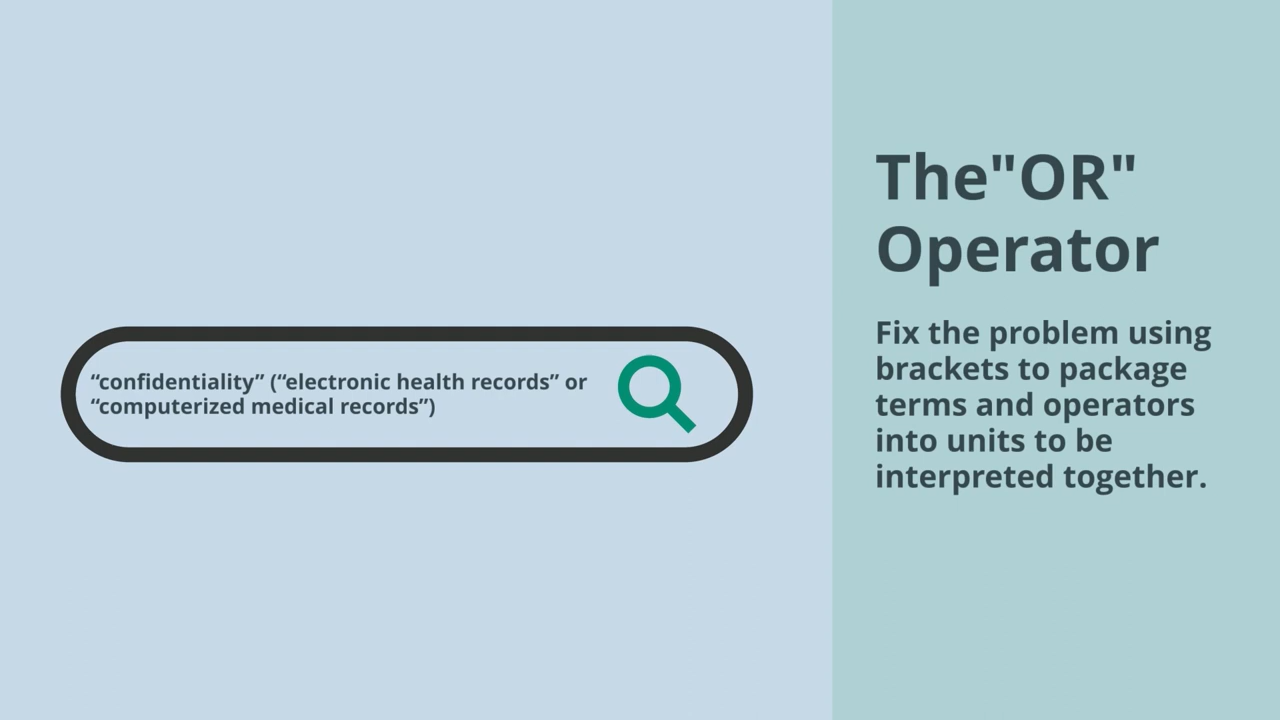 “confidentiality” (“electronic health records” or
“computerized medical records”)
The"OR"
Operator
Fix the problem using
brackets to package
terms and operators
into units to be
interpreted together.